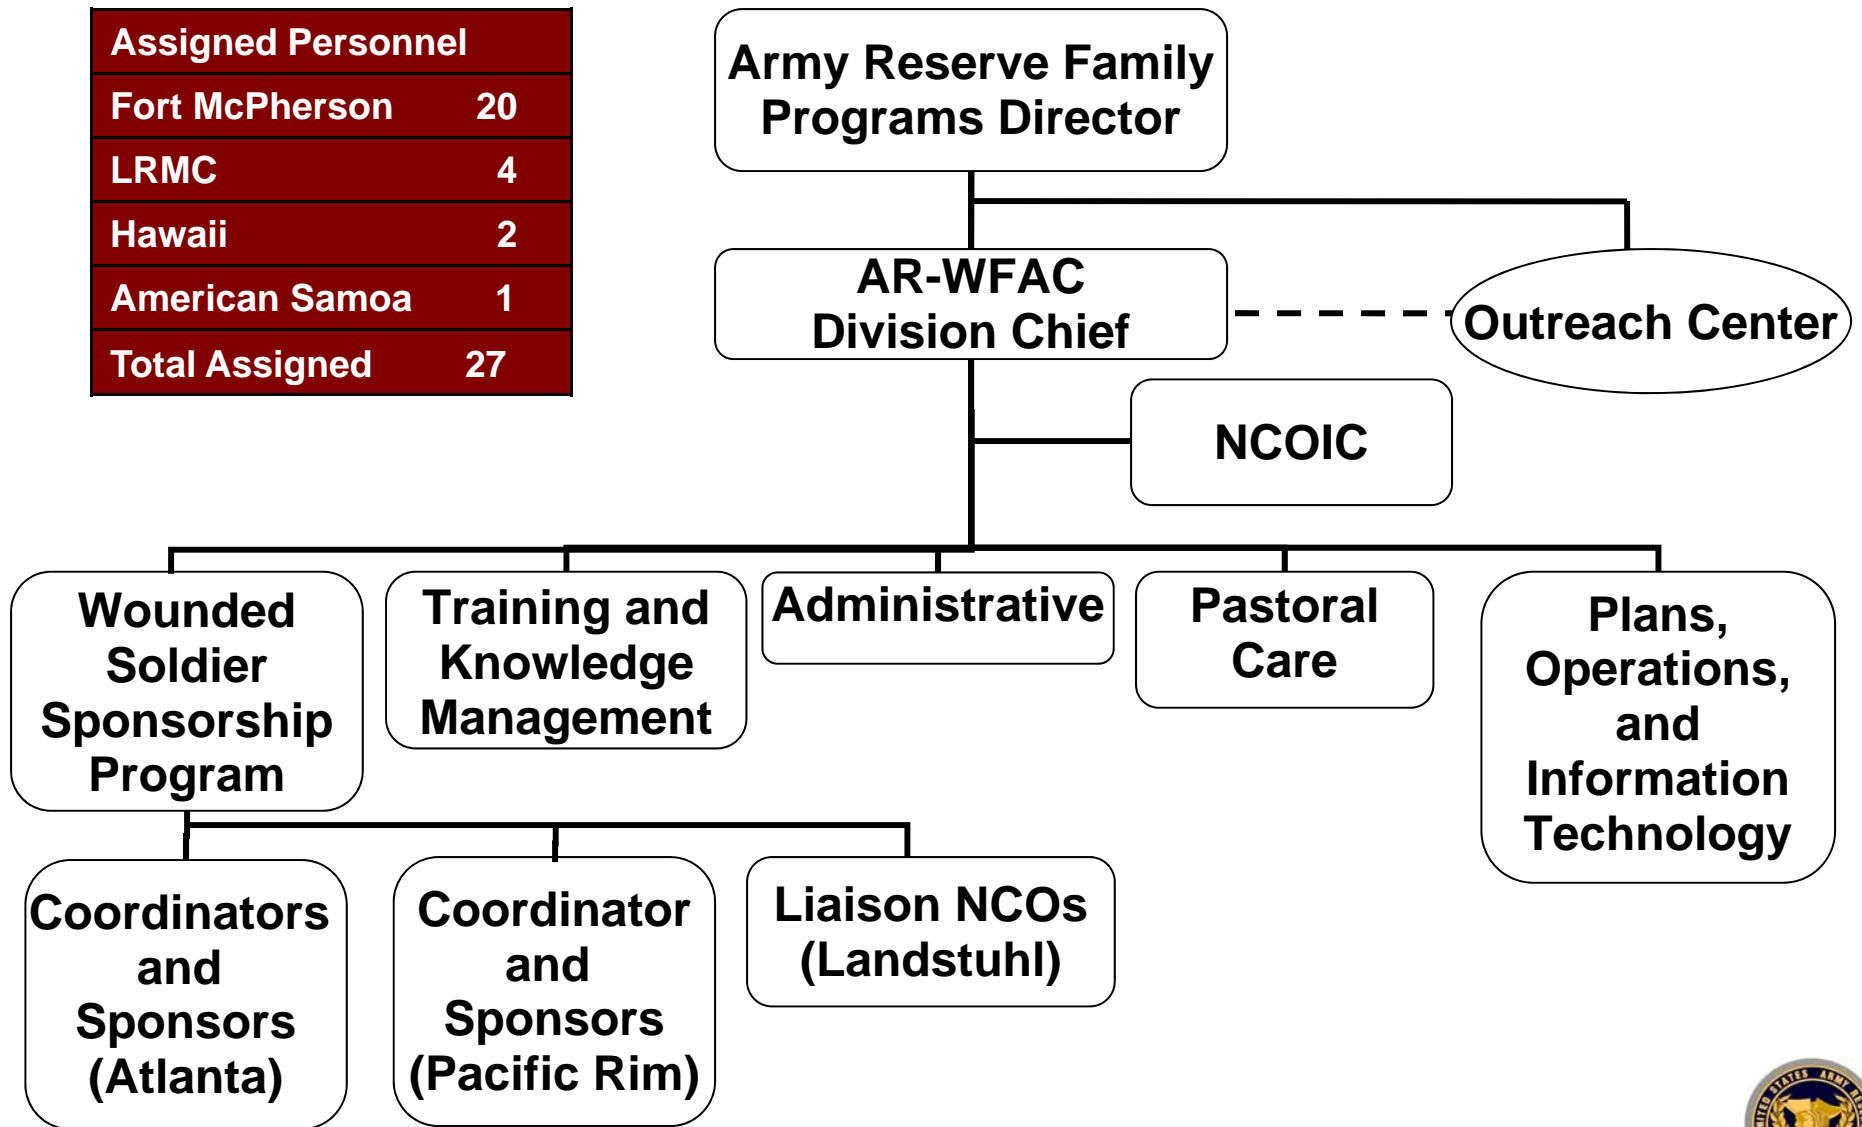 Assigned Personnel
Fort McPherson 20
LRMC 4
Hawaii 2
American Samoa 1
Total Assigned 27
Army Reserve Family
Programs Director
AR-WFAC
Division Chief
Outreach Center
NCOIC
Wounded
Soldier
Sponsorship
Program
Training and
Knowledge
Management
Administrative
Pastoral
Care
Plans,
Operations,
and
Information
Technology
Coordinators
and
Sponsors
(Atlanta)
Coordinator
and
Sponsors
(Pacific Rim)
Liaison NCOs
(Landstuhl)
STATES ARMY